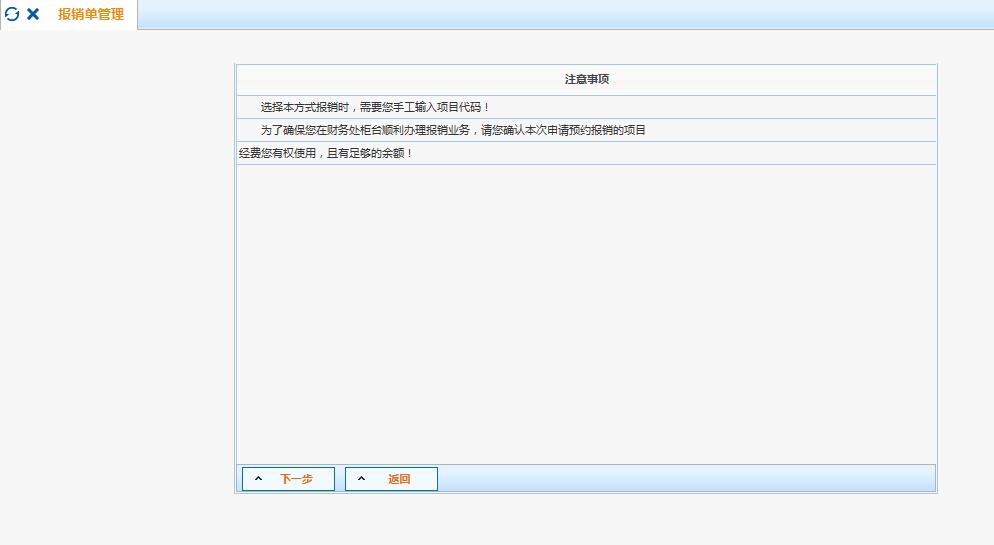 报销单管理
注意事项
选择本方式报销时，需要您手工输入项目代码！
为了确保您在财务处柜台顺利办理报销业务，请您确认本次申请预约报销的项目
经费您有权使用，且有足够的余额！
下一步 返回